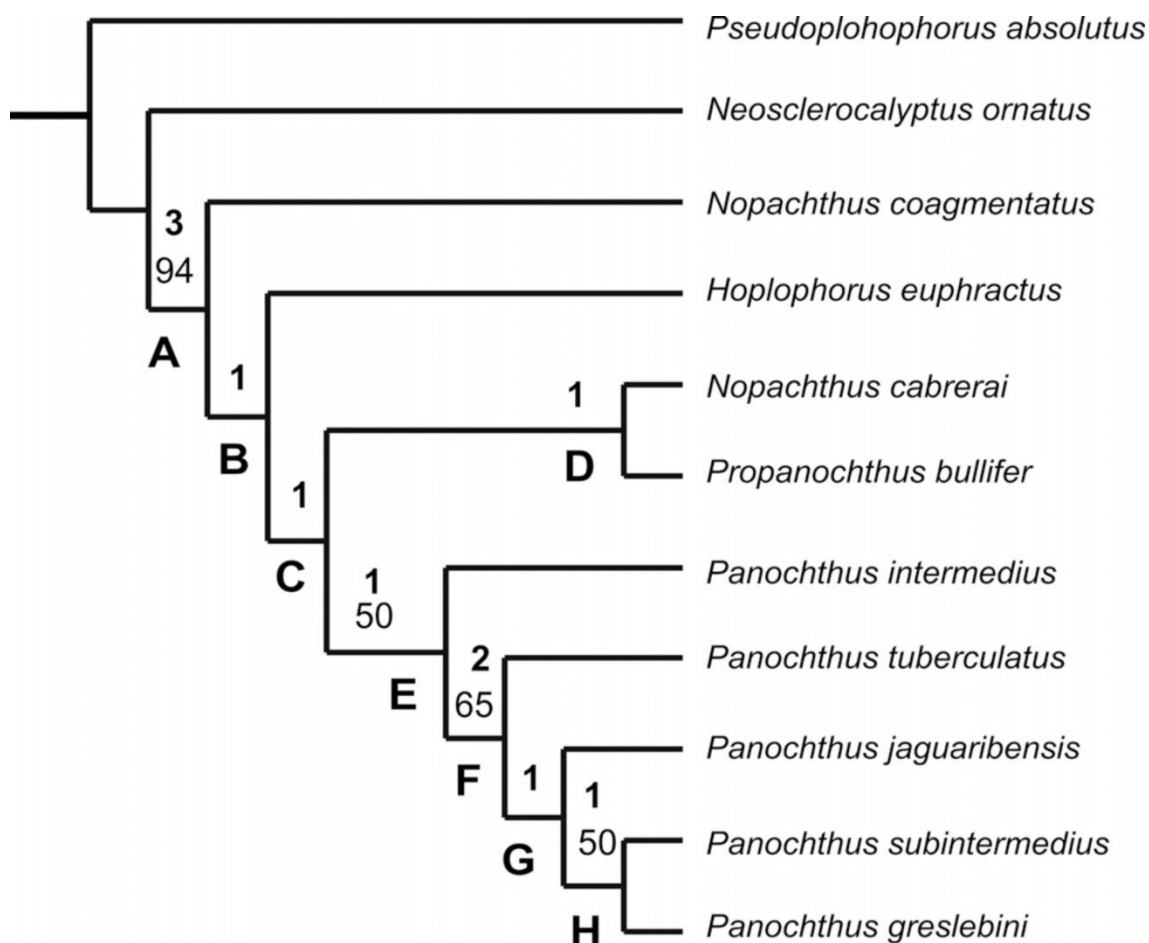 Pseudoplohophorus absolutus
Neosclerocalyptus ornatus
3
Nopachthus coagmentatus
94
Hoplophorus euphractus
A
1
Nopachthus cabrerai
1
B
D
Propanochthus bullifer
1
C
1
Panochthus intermedius
50
2
Panochthus tuberculatus
E
65
Panochthus jaguaribensis
F
1
1
50
Panochthus subintermedius
G
H
Panochthus greslebini